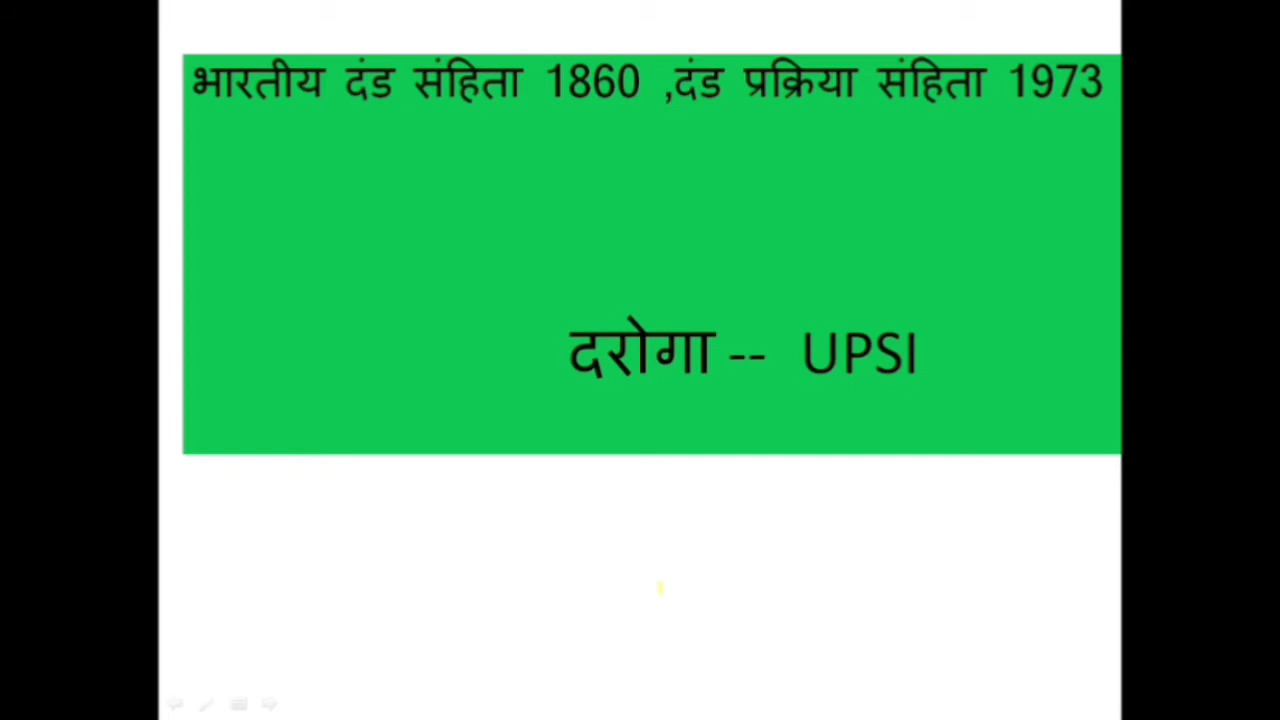 भारतीय दंड संहिता 1860 ,दंड प्रक्रिया संहिता 1973
दरोगा -- UPSI